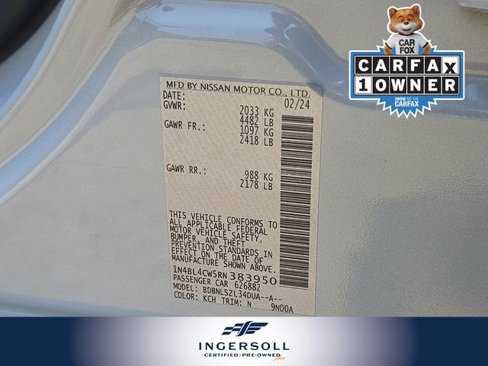 CAR
FOX
CARFAX
1 OWNER
SHOW ME THE
CARFAX
MFD BY NISSAN MOTOR CO., LTD.
DATE: 02/24
GVWR: 2033 KG
4482 LB
GAWR FR.: 1097 KG
2418 LB
GAWR RR.: 988 KG
2178 LB
THIS VEHICLE CONFORMS TO
ALL APPLICABLE FEDERAL
MOTOR VEHICLE SAFETY,
BUMPER, AND THEFT
PREVENTION STANDARDS IN
EFFECT ON THE DATE OF
MANUFACTURE SHOWN ABOVE.
1N4BL4CW5RN383950
PASSENGER CAR 626882
MODEL: BDBNLSZL34DUA--A--
COLOR: KCH TRIM: N 9N00A
INGERSOLL
CERTIFIED-PRE-OWNED plus